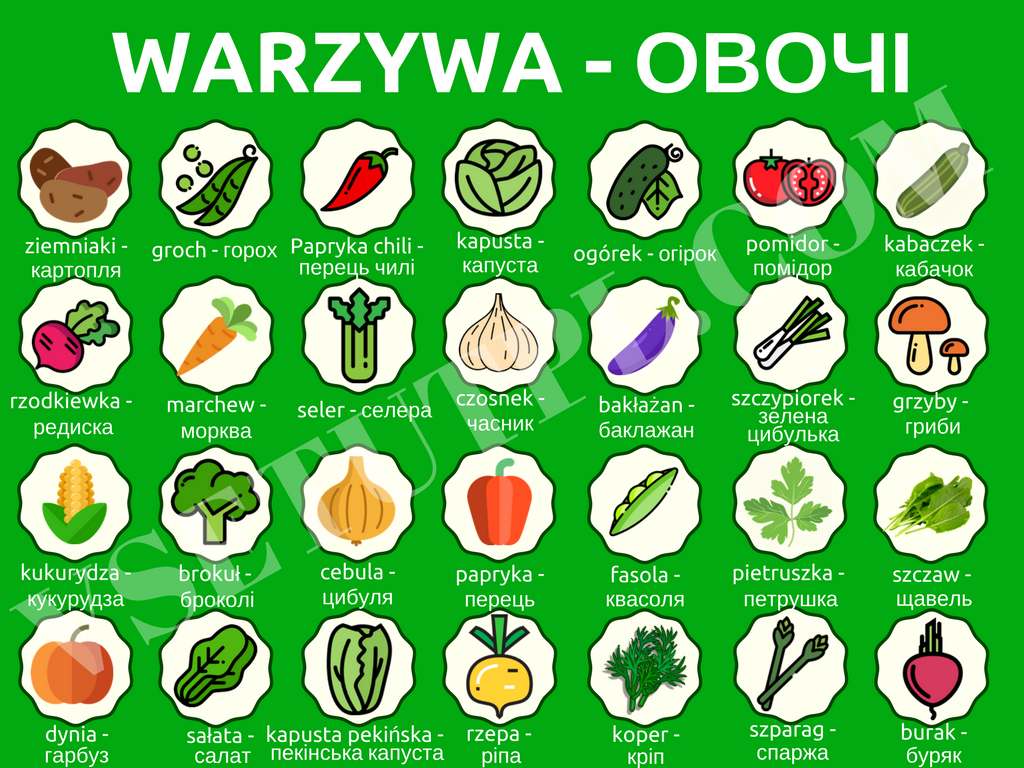 WARZYWA - ОВОЧІ
ziemniaki -
картопля
groch - горох
Papryka chili -
перець чилі
kapusta -
капуста
ogórek - огірок
pomidor -
помідор
kabaczek -
кабачок
rzodkiewka -
редиска
marchew -
морква
seler - селера
czosnek -
часник
bakłażan -
баклажан
szczypiorek -
зелена
цибулька
grzyby -
гриби
kukurydza -
кукурудза
brokuł -
броколі
cebula -
цибуля
papryka -
перець
fasola -
квасоля
pietruszka -
петрушка
szczaw -
щавель
dynia -
гарбуз
sałata -
салат
kapusta pekińska -
пекінська капуста
rzepa -
ріпа
koper -
кріп
szparag -
спаржа
burak -
буряк
VSETUTPL.COM